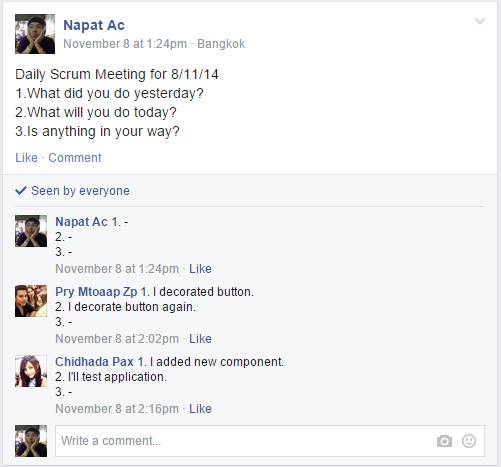 Napat Ac
November 8 at 1:24pm · Bangkok
Daily Scrum Meeting for 8/11/14
1.What did you do yesterday?
2.What will you do today?
3.Is anything in your way?
Like · Comment
Seen by everyone
Napat Ac 1. -
2. -
3. -
November 8 at 1:24pm · Like
Pry Mtoaap Zp 1. I decorated button.
2. I decorate button again.
3. -
November 8 at 2:02pm · Like
Chidhada Pax 1. I added new component.
2. I'll test application.
3. -
November 8 at 2:16pm · Like
Write a comment...